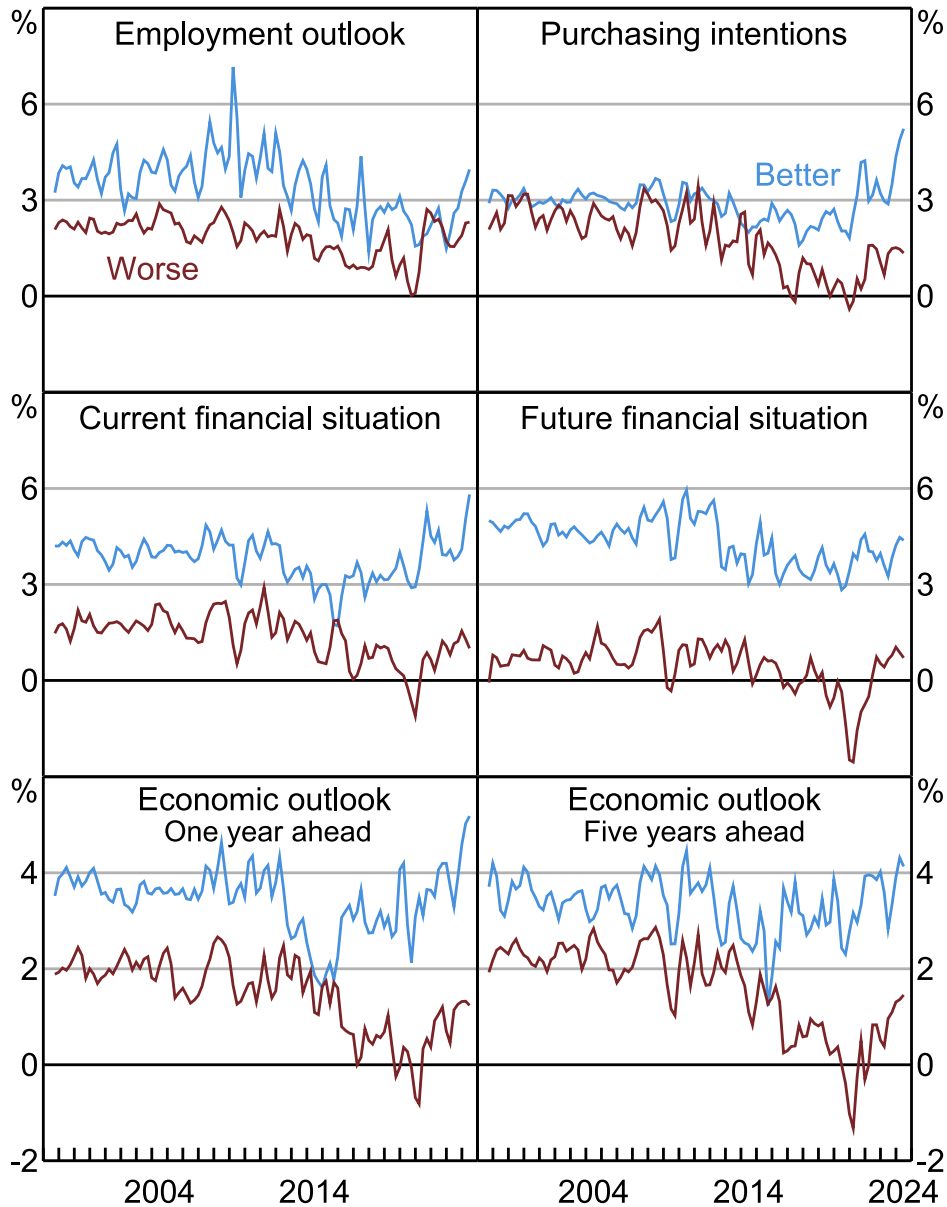 % %
Employment outlook Purchasing intentions
6 6
Better
3 3
Worse
0 0
% %
Current financial situation Future financial situation
6 6
3 3
0 0
% %
Economic outlook Economic outlook
One year ahead Five years ahead
4 4
2 2
0 0
-2 -2
2004 2014 2004 2014 2024